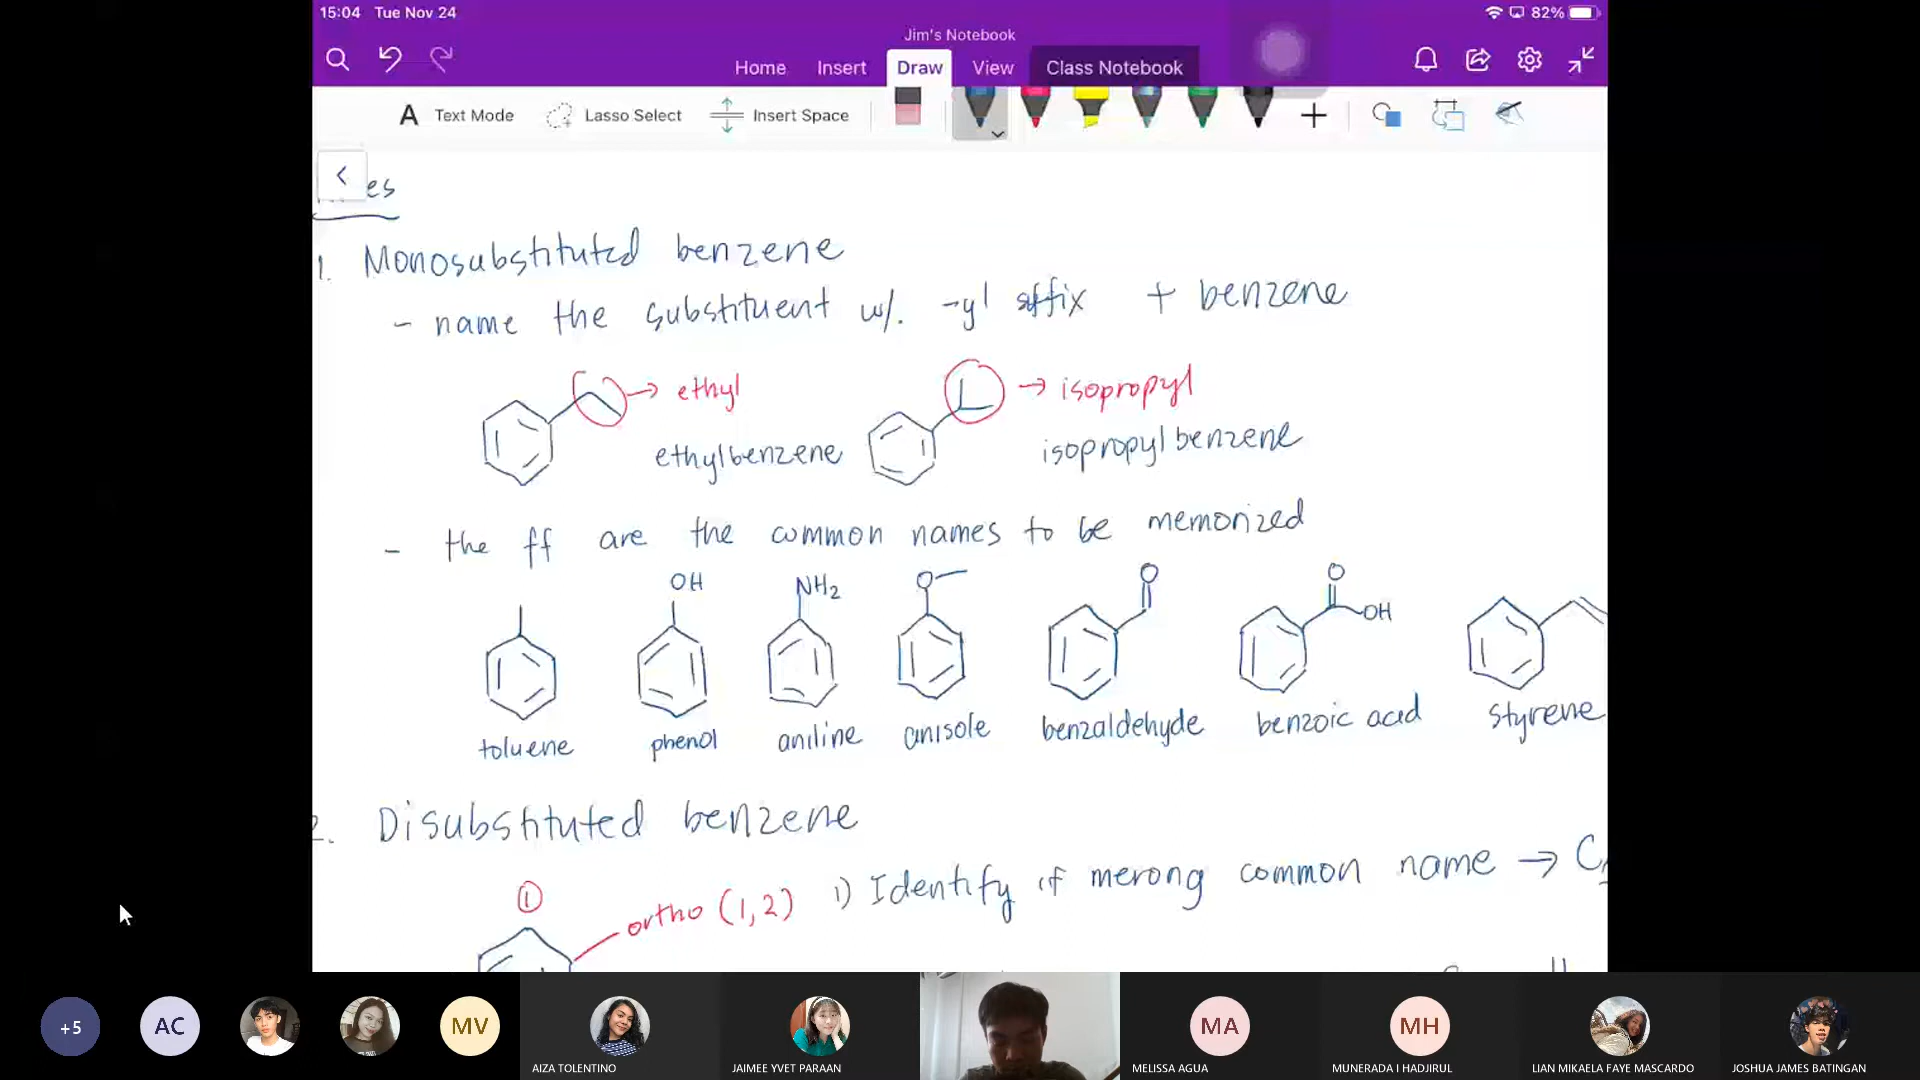 15:04 Tue Nov 24
82%
Jim's Notebook
Home Insert Draw View Class Notebook
A Text Mode Lasso Select Insert Space
es
1. Monosubstituted benzene
- name the substituent w/. -yl suffix + benzene
→ ethyl
→ isopropyl
ethylbenzene
isopropylbenzene
- the ff are the common names to be memorized
OH
NH2
O
O
O
OH
toluene
phenol
aniline
anisole
benzaldehyde
benzoic acid
styrene
2. Disubstituted benzene
1
ortho (1,2)
1) Identify if merong common name →
+5
AC
MV
AIZA TOLENTINO
JAIMEE YVET PARAAN
MA
MELISSA AGUA
MH
MUNERADA I HADJIRUL
LIAN MIKAELA FAYE MASCARDO
JOSHUA JAMES BATINGAN